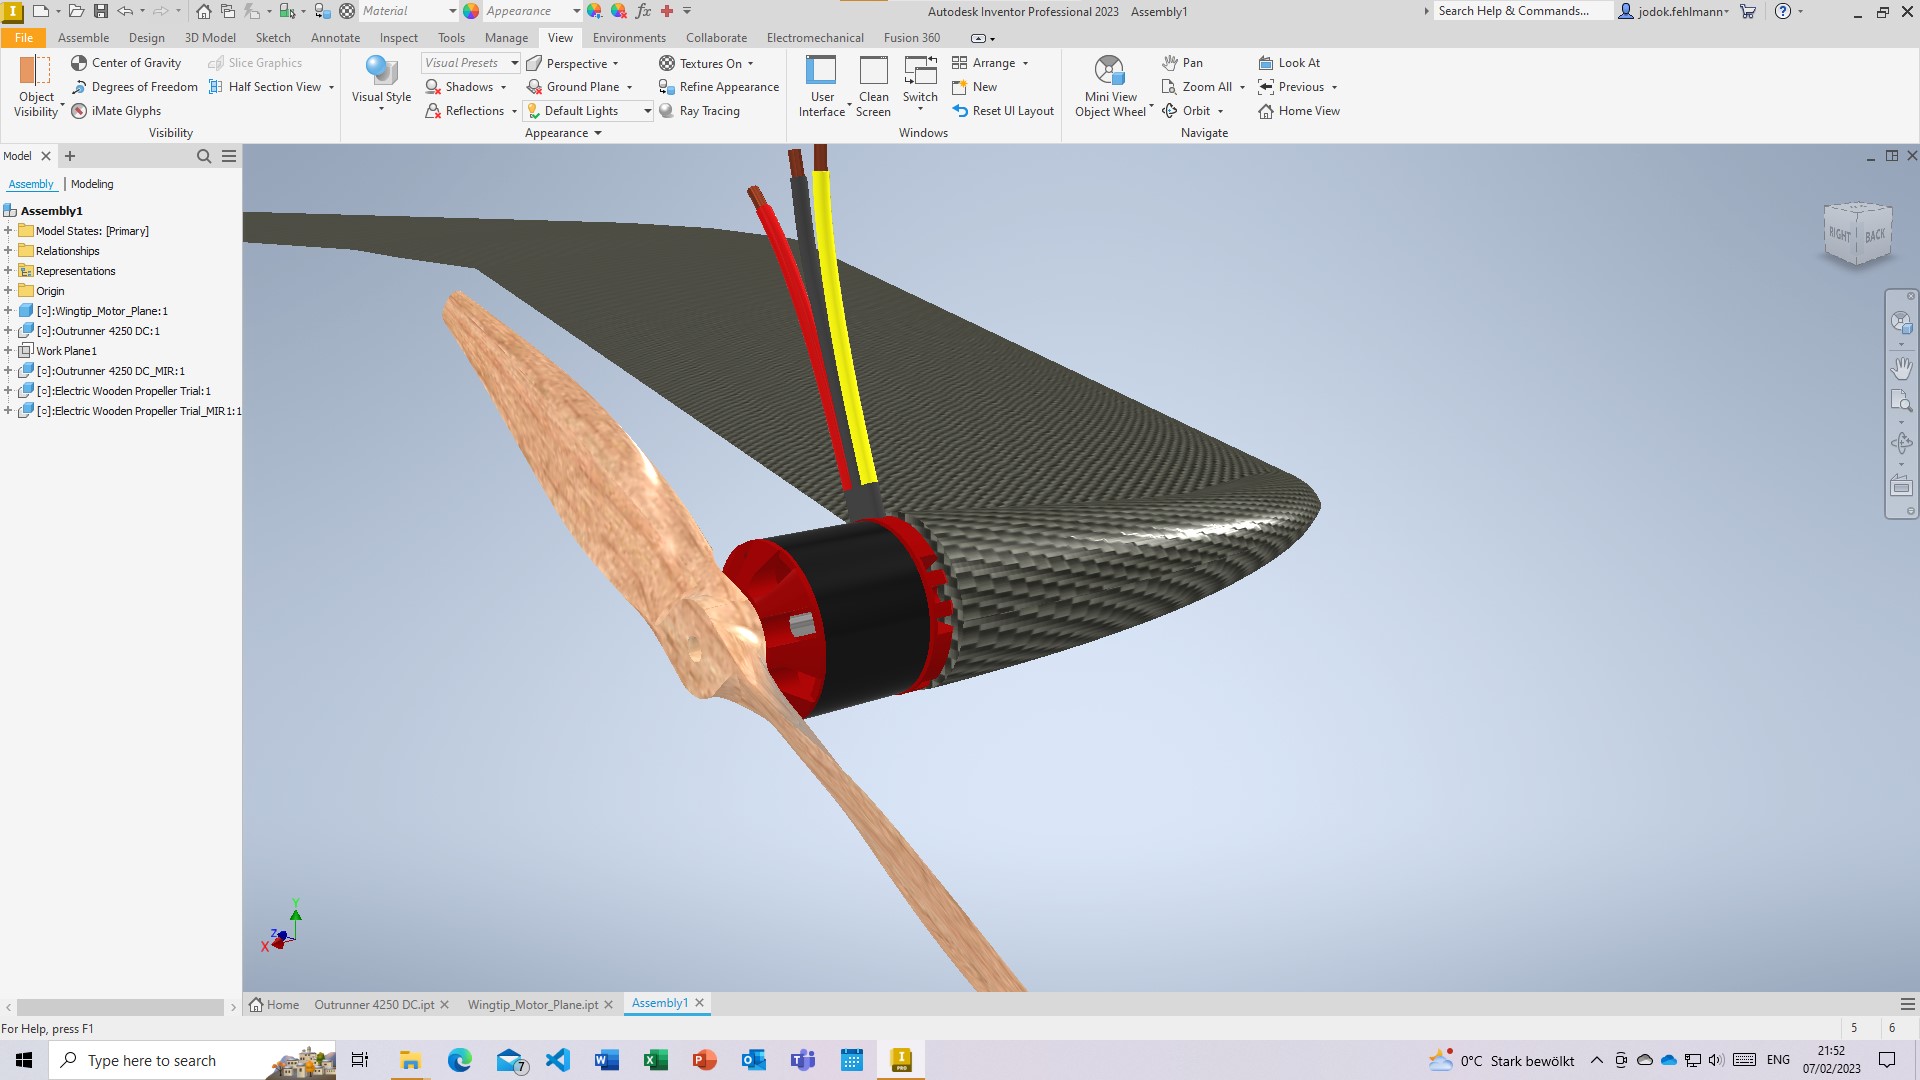 Material
Appearance
Autodesk Inventor Professional 2023 Assembly1
Search Help & Commands...
jodok.fehlmann
File Assemble Design 3D Model Sketch Annotate Inspect Tools Manage View Environments Collaborate Electromechanical Fusion 360
Object Visibility
Center of Gravity
Degrees of Freedom
iMate Glyphs
Slice Graphics
Half Section View
Visibility
Visual Style
Visual Presets
Shadows
Reflections
Perspective
Ground Plane
Default Lights
Textures On
Refine Appearance
Ray Tracing
Appearance
User Interface
Clean Screen
Switch
Arrange
New
Reset UI Layout
Windows
Mini View
Object Wheel
Pan
Zoom All
Orbit
Look At
Previous
Home View
Navigate
Model
Assembly | Modeling
Assembly1
Model States: [Primary]
Relationships
Representations
Origin
[○]:Wingtip_Motor_Plane:1
[○]:Outrunner 4250 DC:1
Work Plane1
[○]:Outrunner 4250 DC_MIR:1
[○]:Electric Wooden Propeller Trial:1
[○]:Electric Wooden Propeller Trial_MIR1:1
RIGHT BACK
Y
Z
X
Home Outrunner 4250 DC.ipt Wingtip_Motor_Plane.ipt Assembly1
For Help, press F1
5 6
Type here to search
7
0°C Stark bewölkt
ENG
21:52
07/02/2023